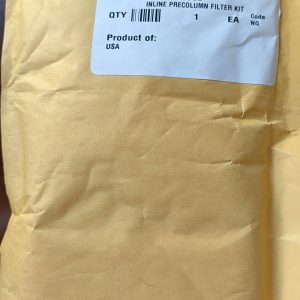 INLINE PRECOLUMN FILTER KIT
QTY 1 EA Code
NG
Product of:
USA